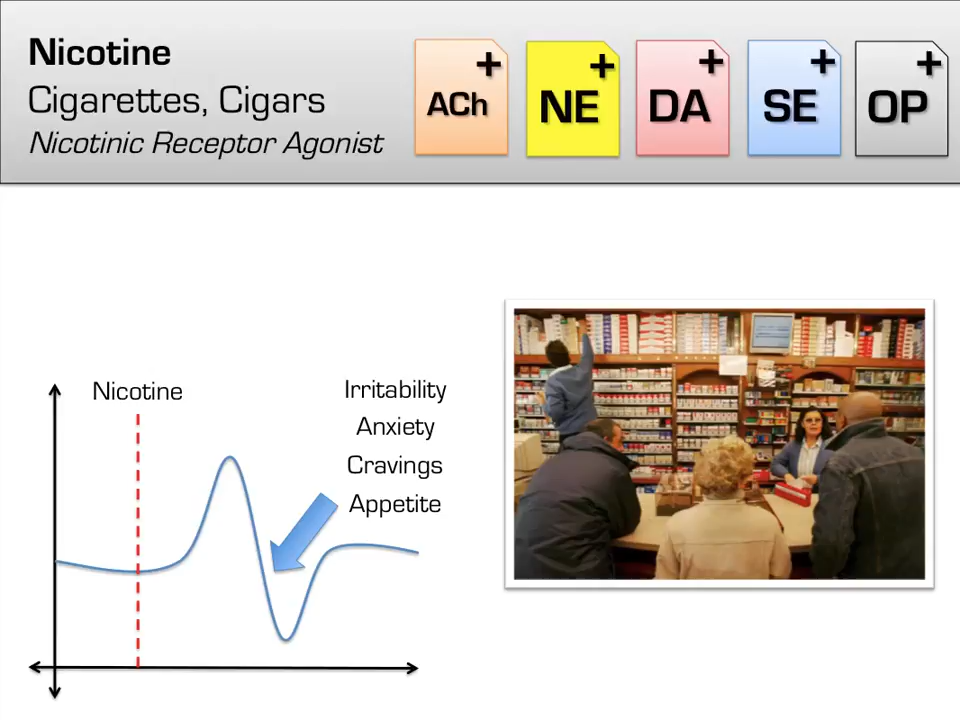 Nicotine
Cigarettes, Cigars
Nicotinic Receptor Agonist
+ + + + +
ACh NE DA SE OP
Nicotine
Irritability
Anxiety
Cravings
Appetite